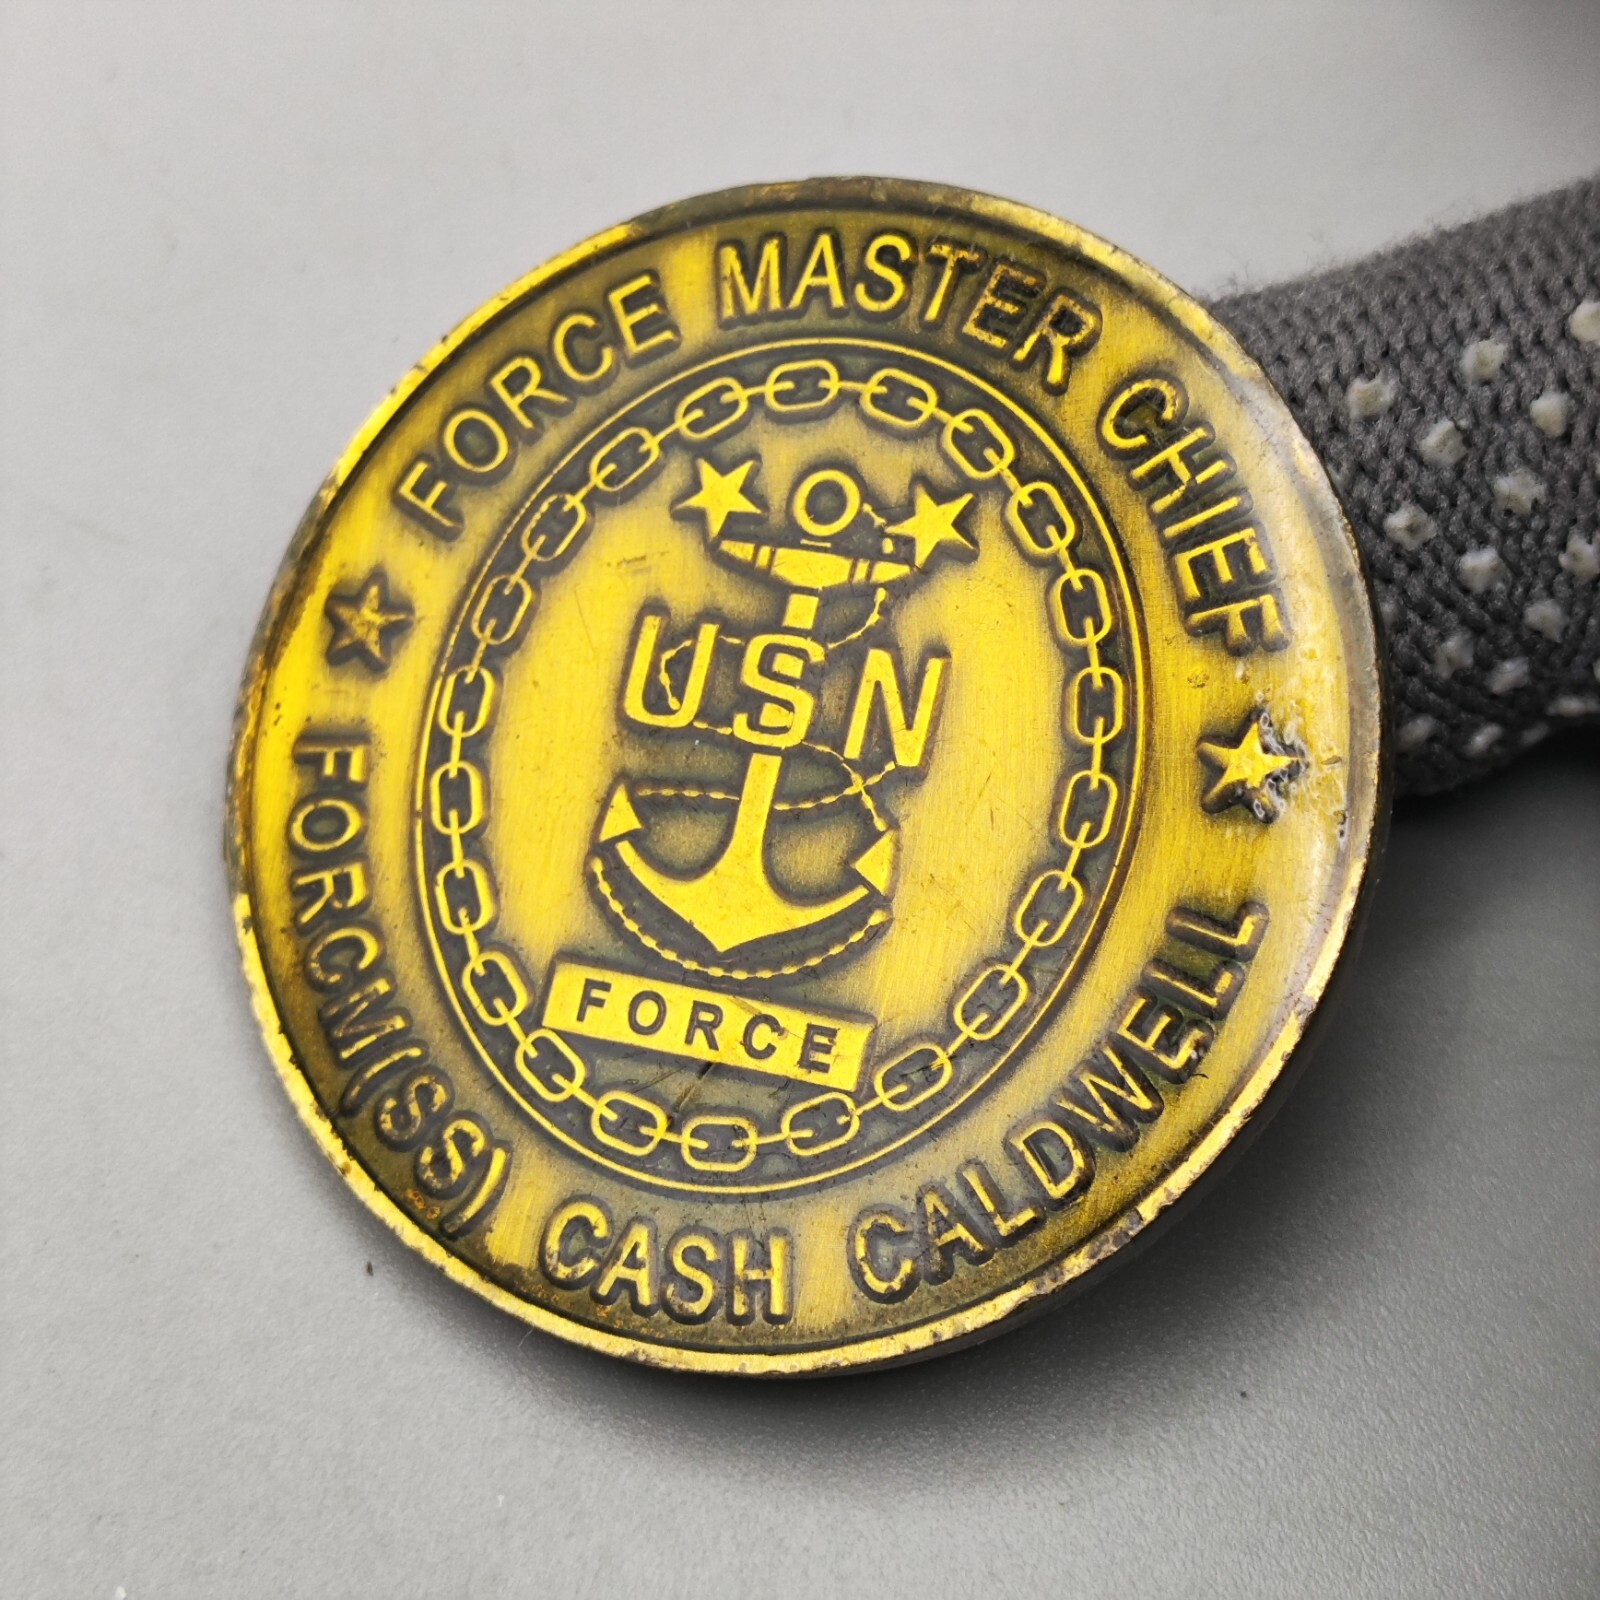 FORCE MASTER CHIEF
USN
FORCE
FORCM(SS) CASH CALDWELL